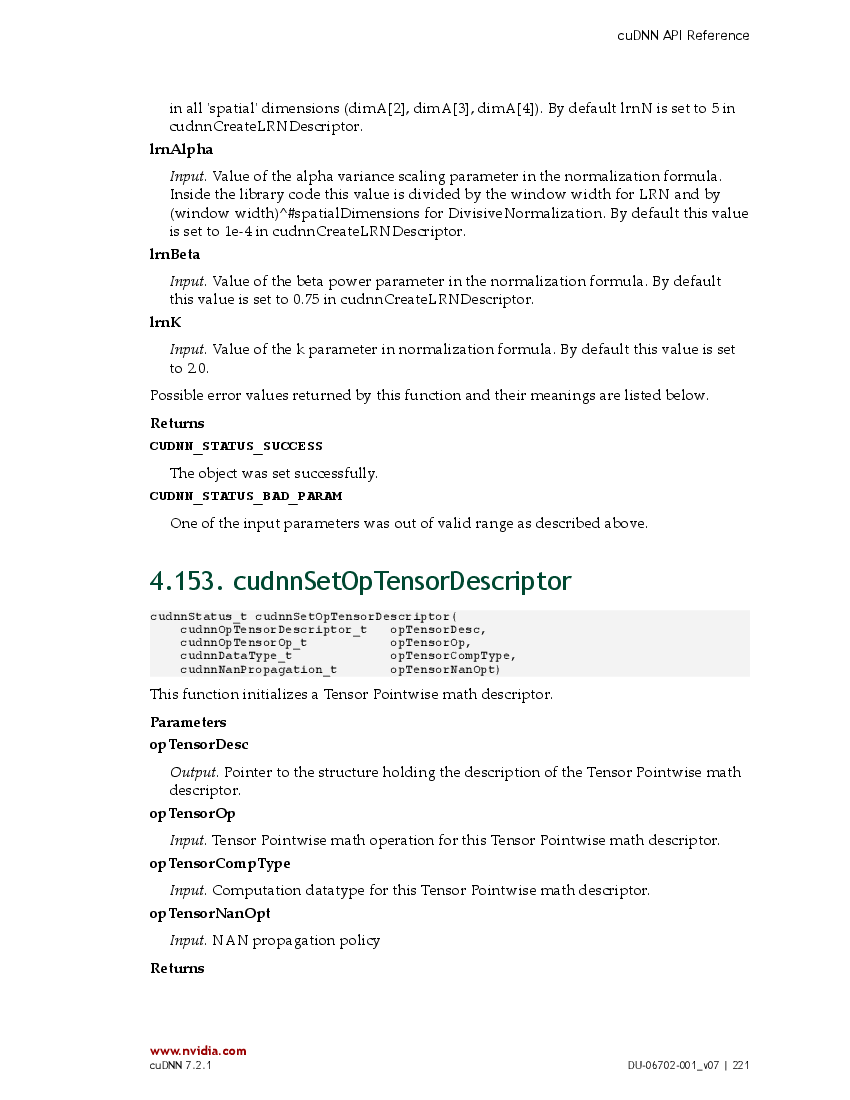 cuDNN API Reference
in all 'spatial' dimensions (dimA[2], dimA[3], dimA[4]). By default lrnN is set to 5 in
cudnnCreateLRNDescriptor.
lrnAlpha
Input. Value of the alpha variance scaling parameter in the normalization formula.
Inside the library code this value is divided by the window width for LRN and by
(window width)^#spatialDimensions for DivisiveNormalization. By default this value
is set to 1e-4 in cudnnCreateLRNDescriptor.
lrnBeta
Input. Value of the beta power parameter in the normalization formula. By default
this value is set to 0.75 in cudnnCreateLRNDescriptor.
lrnK
Input. Value of the k parameter in normalization formula. By default this value is set
to 2.0.
Possible error values returned by this function and their meanings are listed below.
Returns
CUDNN_STATUS_SUCCESS
The object was set successfully.
CUDNN_STATUS_BAD_PARAM
One of the input parameters was out of valid range as described above.
4.153. cudnnSetOpTensorDescriptor
cudnnStatus_t cudnnSetOpTensorDescriptor(
cudnnOpTensorDescriptor_t opTensorDesc,
cudnnOpTensorOp_t opTensorOp,
cudnnDataType_t opTensorCompType,
cudnnNanPropagation_t opTensorNanOpt)
This function initializes a Tensor Pointwise math descriptor.
Parameters
opTensorDesc
Output. Pointer to the structure holding the description of the Tensor Pointwise math
descriptor.
opTensorOp
Input. Tensor Pointwise math operation for this Tensor Pointwise math descriptor.
opTensorCompType
Input. Computation datatype for this Tensor Pointwise math descriptor.
opTensorNanOpt
Input. NAN propagation policy
Returns
www.nvidia.com
cuDNN 7.2.1 DU-06702-001_v07 | 221